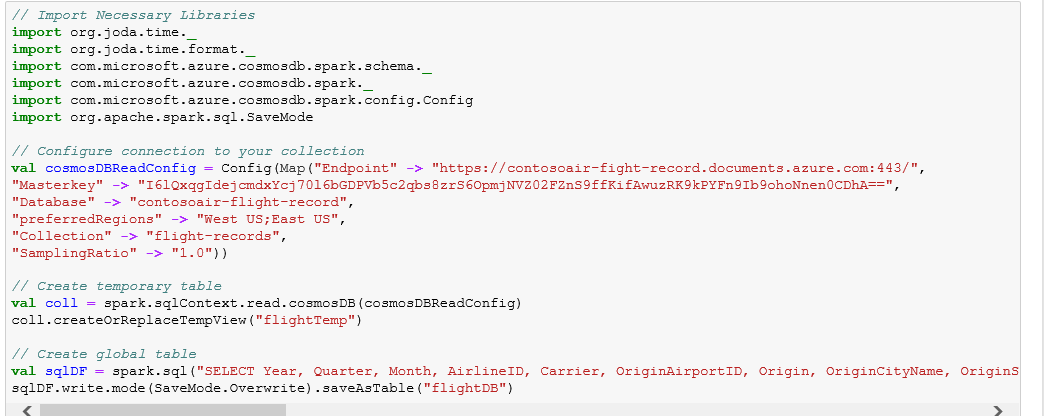 // Import Necessary Libraries
import org.joda.time._
import org.joda.time.format._
import com.microsoft.azure.cosmosdb.spark.schema._
import com.microsoft.azure.cosmosdb.spark._
import com.microsoft.azure.cosmosdb.spark.config.Config
import org.apache.spark.sql.SaveMode
// Configure connection to your collection
val cosmosDBReadConfig = Config(Map("Endpoint" -> "https://contosoair-fight-record.documents.azure.com:443/",
"Masterkey" -> "I6lQxqgIdejcmdxYcj70l6bGDPVb5c2qbs8zrS6OpmjNVZ02FZnS9ffKifAwuzRK9kPYFn9Ib9ohoNnen0CDhA==",
"Database" -> "contosoair-flight-record",
"preferredRegions" -> "West US;East US",
"Collection" -> "flight-records",
"SamplingRatio" -> "1.0"))
// Create temporary table
val coll = spark.sqlContext.read.cosmosDB(cosmosDBReadConfig)
coll.createOrReplaceTempView("flightTemp")
// Create global table
val sqlDF = spark.sql("SELECT Year, Quarter, Month, AirlineID, Carrier, OriginAirportID, Origin, OriginCityName, OriginS
sqlDF.write.mode(SaveMode.Overwrite).saveAsTable("flightDB")